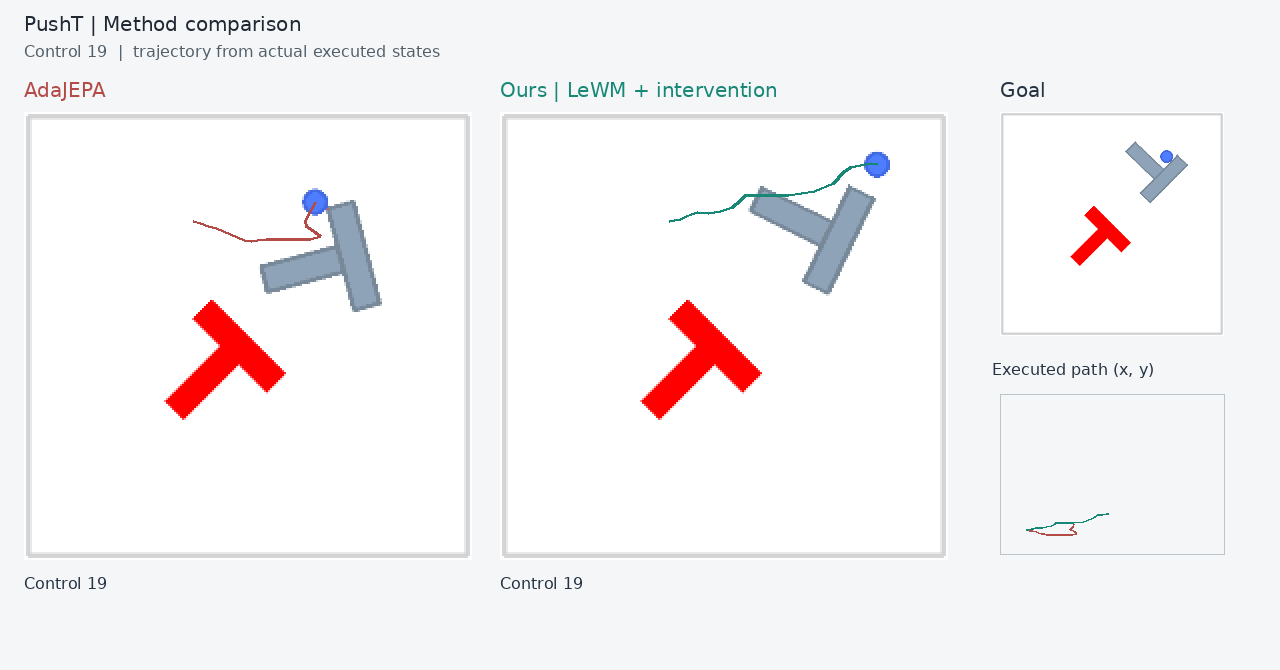 PushT | Method comparison
Control 19 | trajectory from actual executed states
AdaJEPA
Ours | LeWM + intervention
Goal
Executed path (x, y)
Control 19
Control 19